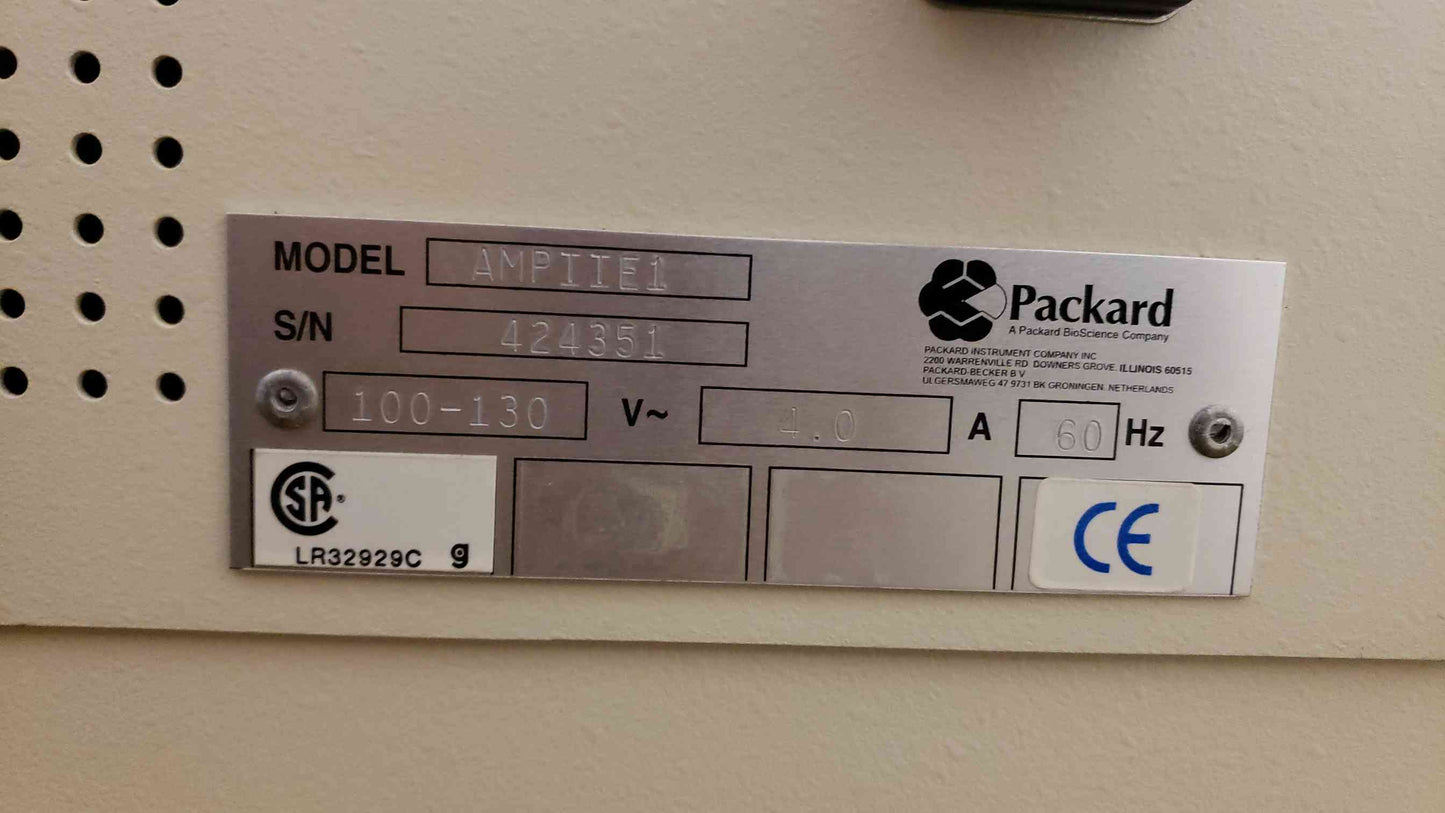 MODEL AMPIIE1
S/N 424351
100-130 V~ 4.0 A 60 Hz
Packard
A Packard BioScience Company
PACKARD INSTRUMENT COMPANY INC
2200 WARRENVILLE RD. DOWNERS GROVE, ILLINOIS 60515
PACKARD-BECKER B V
ULGERSMAWEG 47 9731 BK GRONINGEN, NETHERLANDS
CSA®
LR32929C g
CE